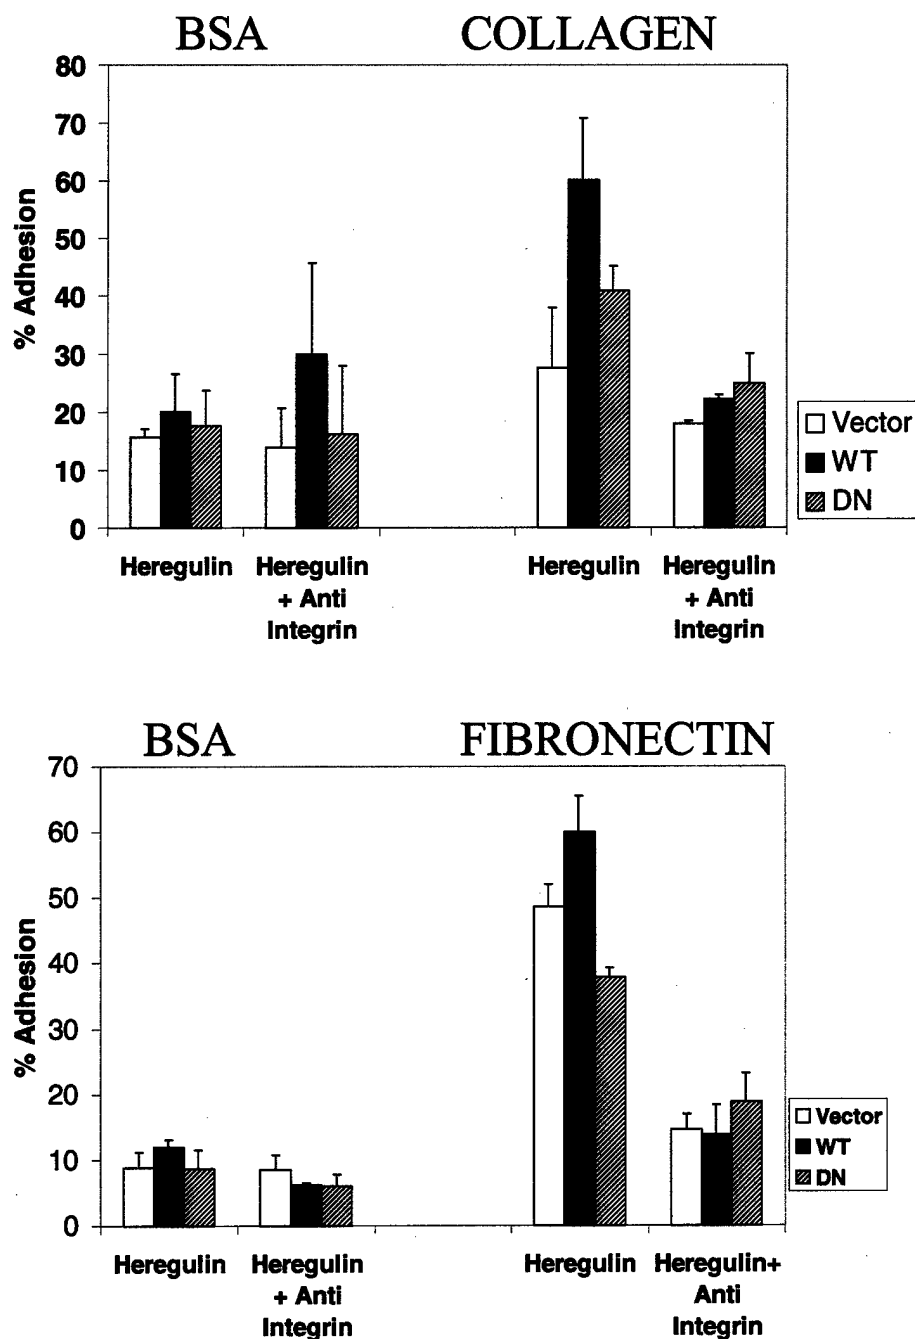 BSA COLLAGEN
80
70
60
50
40
30
20
10
0
% Adhesion
Heregulin
Heregulin
+ Anti
Integrin
Heregulin
Heregulin
+ Anti
Integrin
Vector
WT
DN
BSA FIBRONECTIN
70
60
50
40
30
20
10
0
% Adhesion
Heregulin
Heregulin
+ Anti
Integrin
Heregulin
Heregulin+
Anti
Integrin
Vector
WT
DN